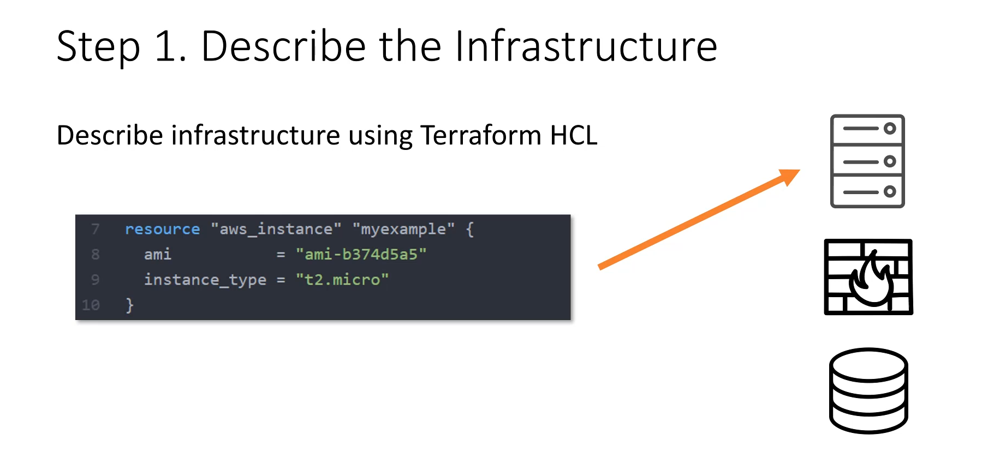 Step 1. Describe the Infrastructure
Describe infrastructure using Terraform HCL
7 resource "aws_instance" "myexample" {
8 ami = "ami-b374d5a5"
9 instance_type = "t2.micro"
10 }